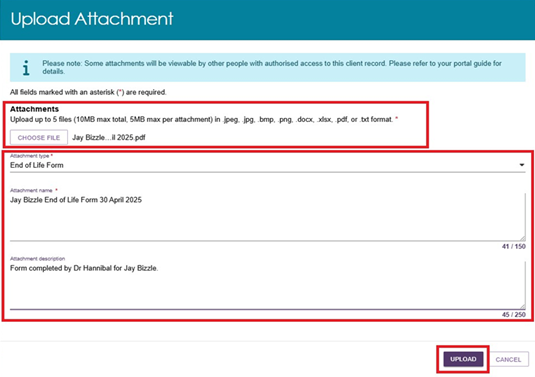 Upload Attachment
Please note: Some attachments will be viewable by other people with authorised access to this client record. Please refer to your portal guide for
details.
All fields marked with an asterisk (*) are required.
Attachments
Upload up to 5 files (10MB max total, 5MB max per attachment) in .jpeg, .jpg, .bmp, .png, .docx, .xlsx, .pdf, or .txt format. *
CHOOSE FILE Jay Bizzle...il 2025.pdf
Attachment type *
End of Life Form
Attachment name *
Jay Bizzle End of Life Form 30 April 2025
41 / 150
Attachment description
Form completed by Dr Hannibal for Jay Bizzle.
45 / 250
UPLOAD CANCEL